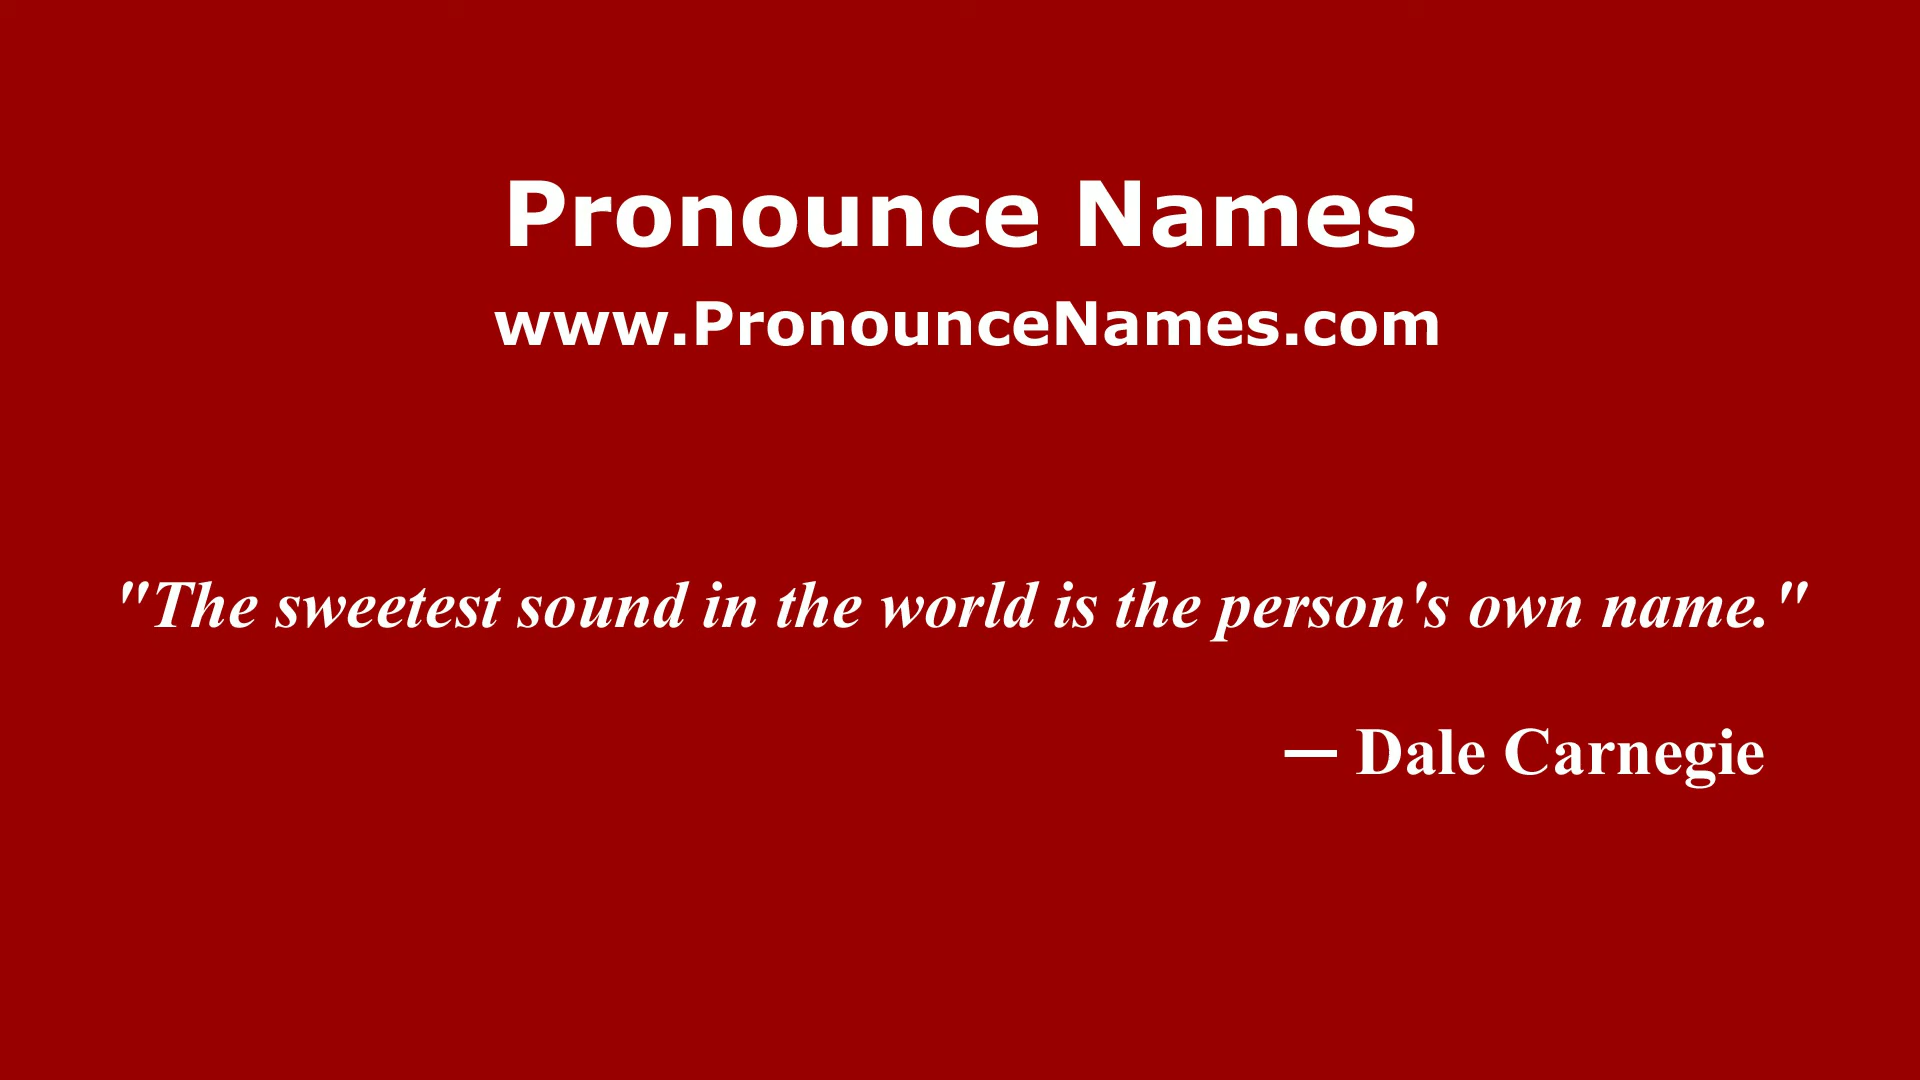 Pronounce Names
www.PronounceNames.com
"The sweetest sound in the world is the person's own name."
— Dale Carnegie